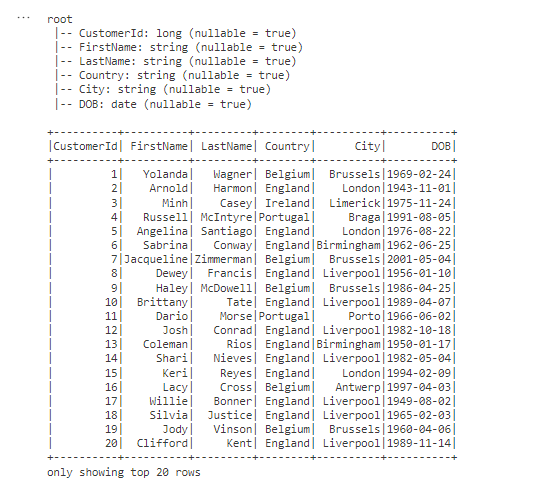 ...
root
 |-- CustomerId: long (nullable = true)
 |-- FirstName: string (nullable = true)
 |-- LastName: string (nullable = true)
 |-- Country: string (nullable = true)
 |-- City: string (nullable = true)
 |-- DOB: date (nullable = true)
+----------+----------+---------+--------+----------+----------+
|CustomerId| FirstName| LastName| Country|      City|       DOB|
+----------+----------+---------+--------+----------+----------+
|         1|   Yolanda|   Wagner| Belgium|  Brussels|1969-02-24|
|         2|    Arnold|   Harmon| England|    London|1943-11-01|
|         3|      Minh|    Casey| Ireland|  Limerick|1975-11-24|
|         4|   Russell| McIntyre|Portugal|     Braga|1991-08-05|
|         5|  Angelina| Santiago| England|    London|1976-08-22|
|         6|   Sabrina|   Conway| England|Birmingham|1962-06-25|
|         7|Jacqueline|Zimmerman| Belgium|  Brussels|2001-05-04|
|         8|     Dewey|  Francis| England| Liverpool|1956-01-10|
|         9|     Haley| McDowell| Belgium|  Brussels|1986-04-25|
|        10|  Brittany|     Tate| England| Liverpool|1989-04-07|
|        11|     Dario|    Morse|Portugal|     Porto|1966-06-02|
|        12|      Josh|   Conrad| England| Liverpool|1982-10-18|
|        13|   Coleman|     Rios| England|Birmingham|1950-01-17|
|        14|     Shari|   Nieves| England| Liverpool|1982-05-04|
|        15|      Keri|    Reyes| England|    London|1994-02-09|
|        16|      Lacy|    Cross| Belgium|   Antwerp|1997-04-03|
|        17|    Willie|   Bonner| England| Liverpool|1949-08-02|
|        18|    Silvia|  Justice| England| Liverpool|1965-02-03|
|        19|      Jody|   Vinson| Belgium|  Brussels|1960-04-06|
|        20|  Clifford|     Kent| England| Liverpool|1989-11-14|
+----------+----------+---------+--------+----------+----------+
only showing top 20 rows